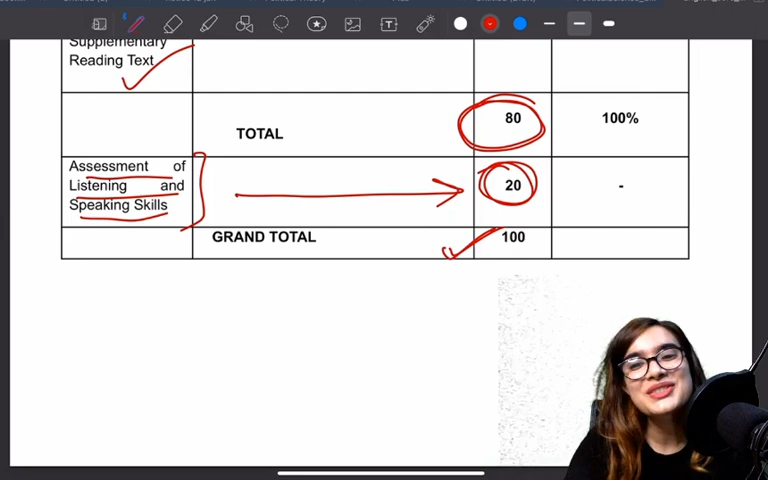 Supplementary
Reading Text
TOTAL
80
100%
Assessment of
Listening and
Speaking Skills
20
-
GRAND TOTAL
100